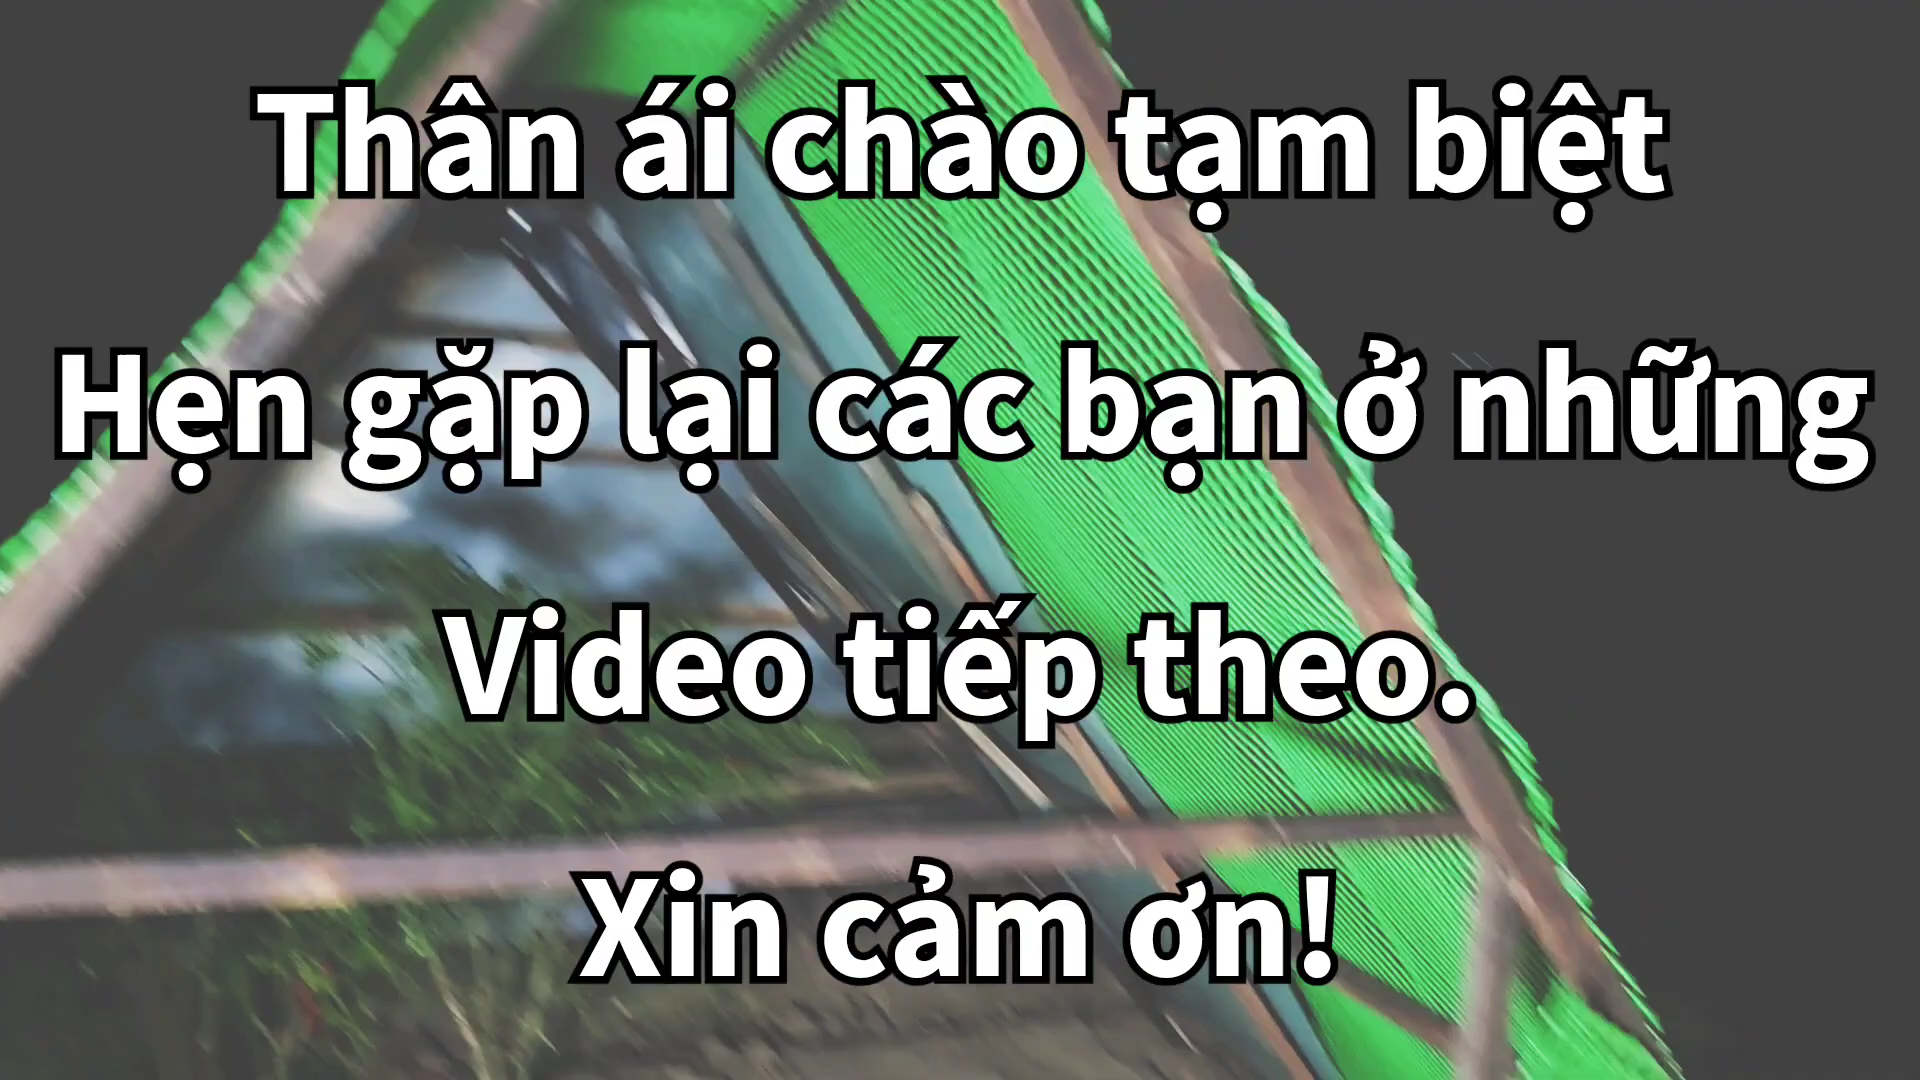 Thân ái chào tạm biệt
Hẹn gặp lại các bạn ở những
Video tiếp theo.
Xin cảm ơn!